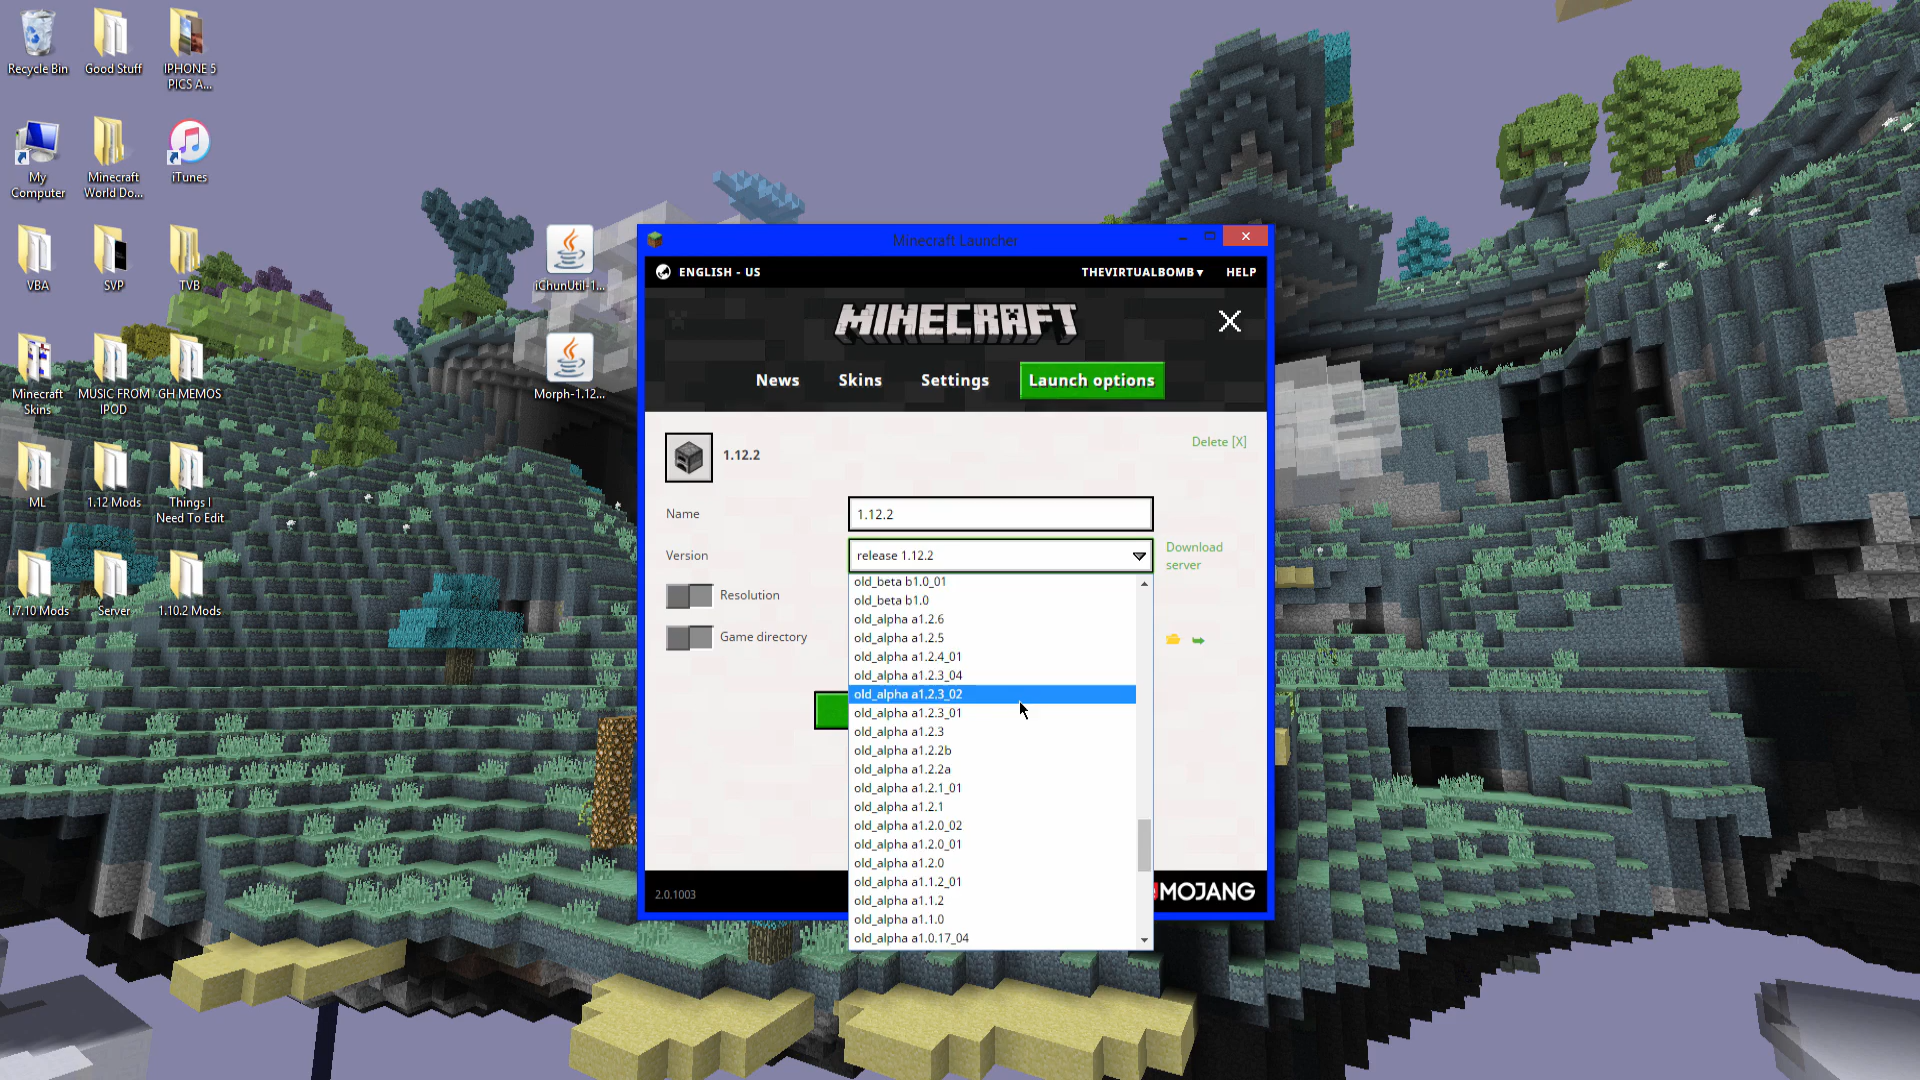 Recycle Bin
Good Stuff
IPHONE 5
PICS A...
My
Computer
Minecraft
World Do...
iTunes
VBA
SVP
TVB
Minecraft
Skins
MUSIC FROM
IPOD
GH MEMOS
ML
1.12 Mods
Things I
Need To Edit
1.7.10 Mods
Server
1.10.2 Mods
iChunUtil-1...
Morph-1.12...
Minecraft Launcher
ENGLISH - US
THEVIRTUALBOMB▾
HELP
MINECRAFT
News
Skins
Settings
Launch options
1.12.2
Delete [X]
Name
1.12.2
Version
release 1.12.2
Download
server
Resolution
Game directory
old_beta b1.0_01
old_beta b1.0
old_alpha a1.2.6
old_alpha a1.2.5
old_alpha a1.2.4_01
old_alpha a1.2.3_04
old_alpha a1.2.3_02
old_alpha a1.2.3_01
old_alpha a1.2.3
old_alpha a1.2.2b
old_alpha a1.2.2a
old_alpha a1.2.1_01
old_alpha a1.2.1
old_alpha a1.2.0_02
old_alpha a1.2.0_01
old_alpha a1.2.0
old_alpha a1.1.2_01
old_alpha a1.1.2
old_alpha a1.1.0
old_alpha a1.0.17_04
2.0.1003
MOJANG